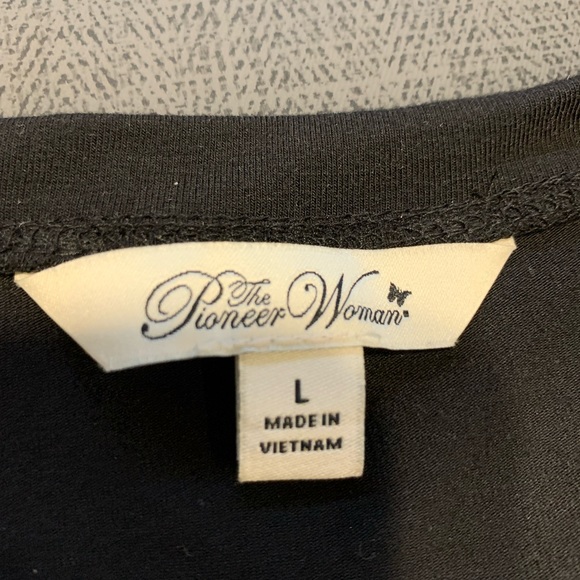 The
Pioneer Woman
L
MADE IN
VIETNAM